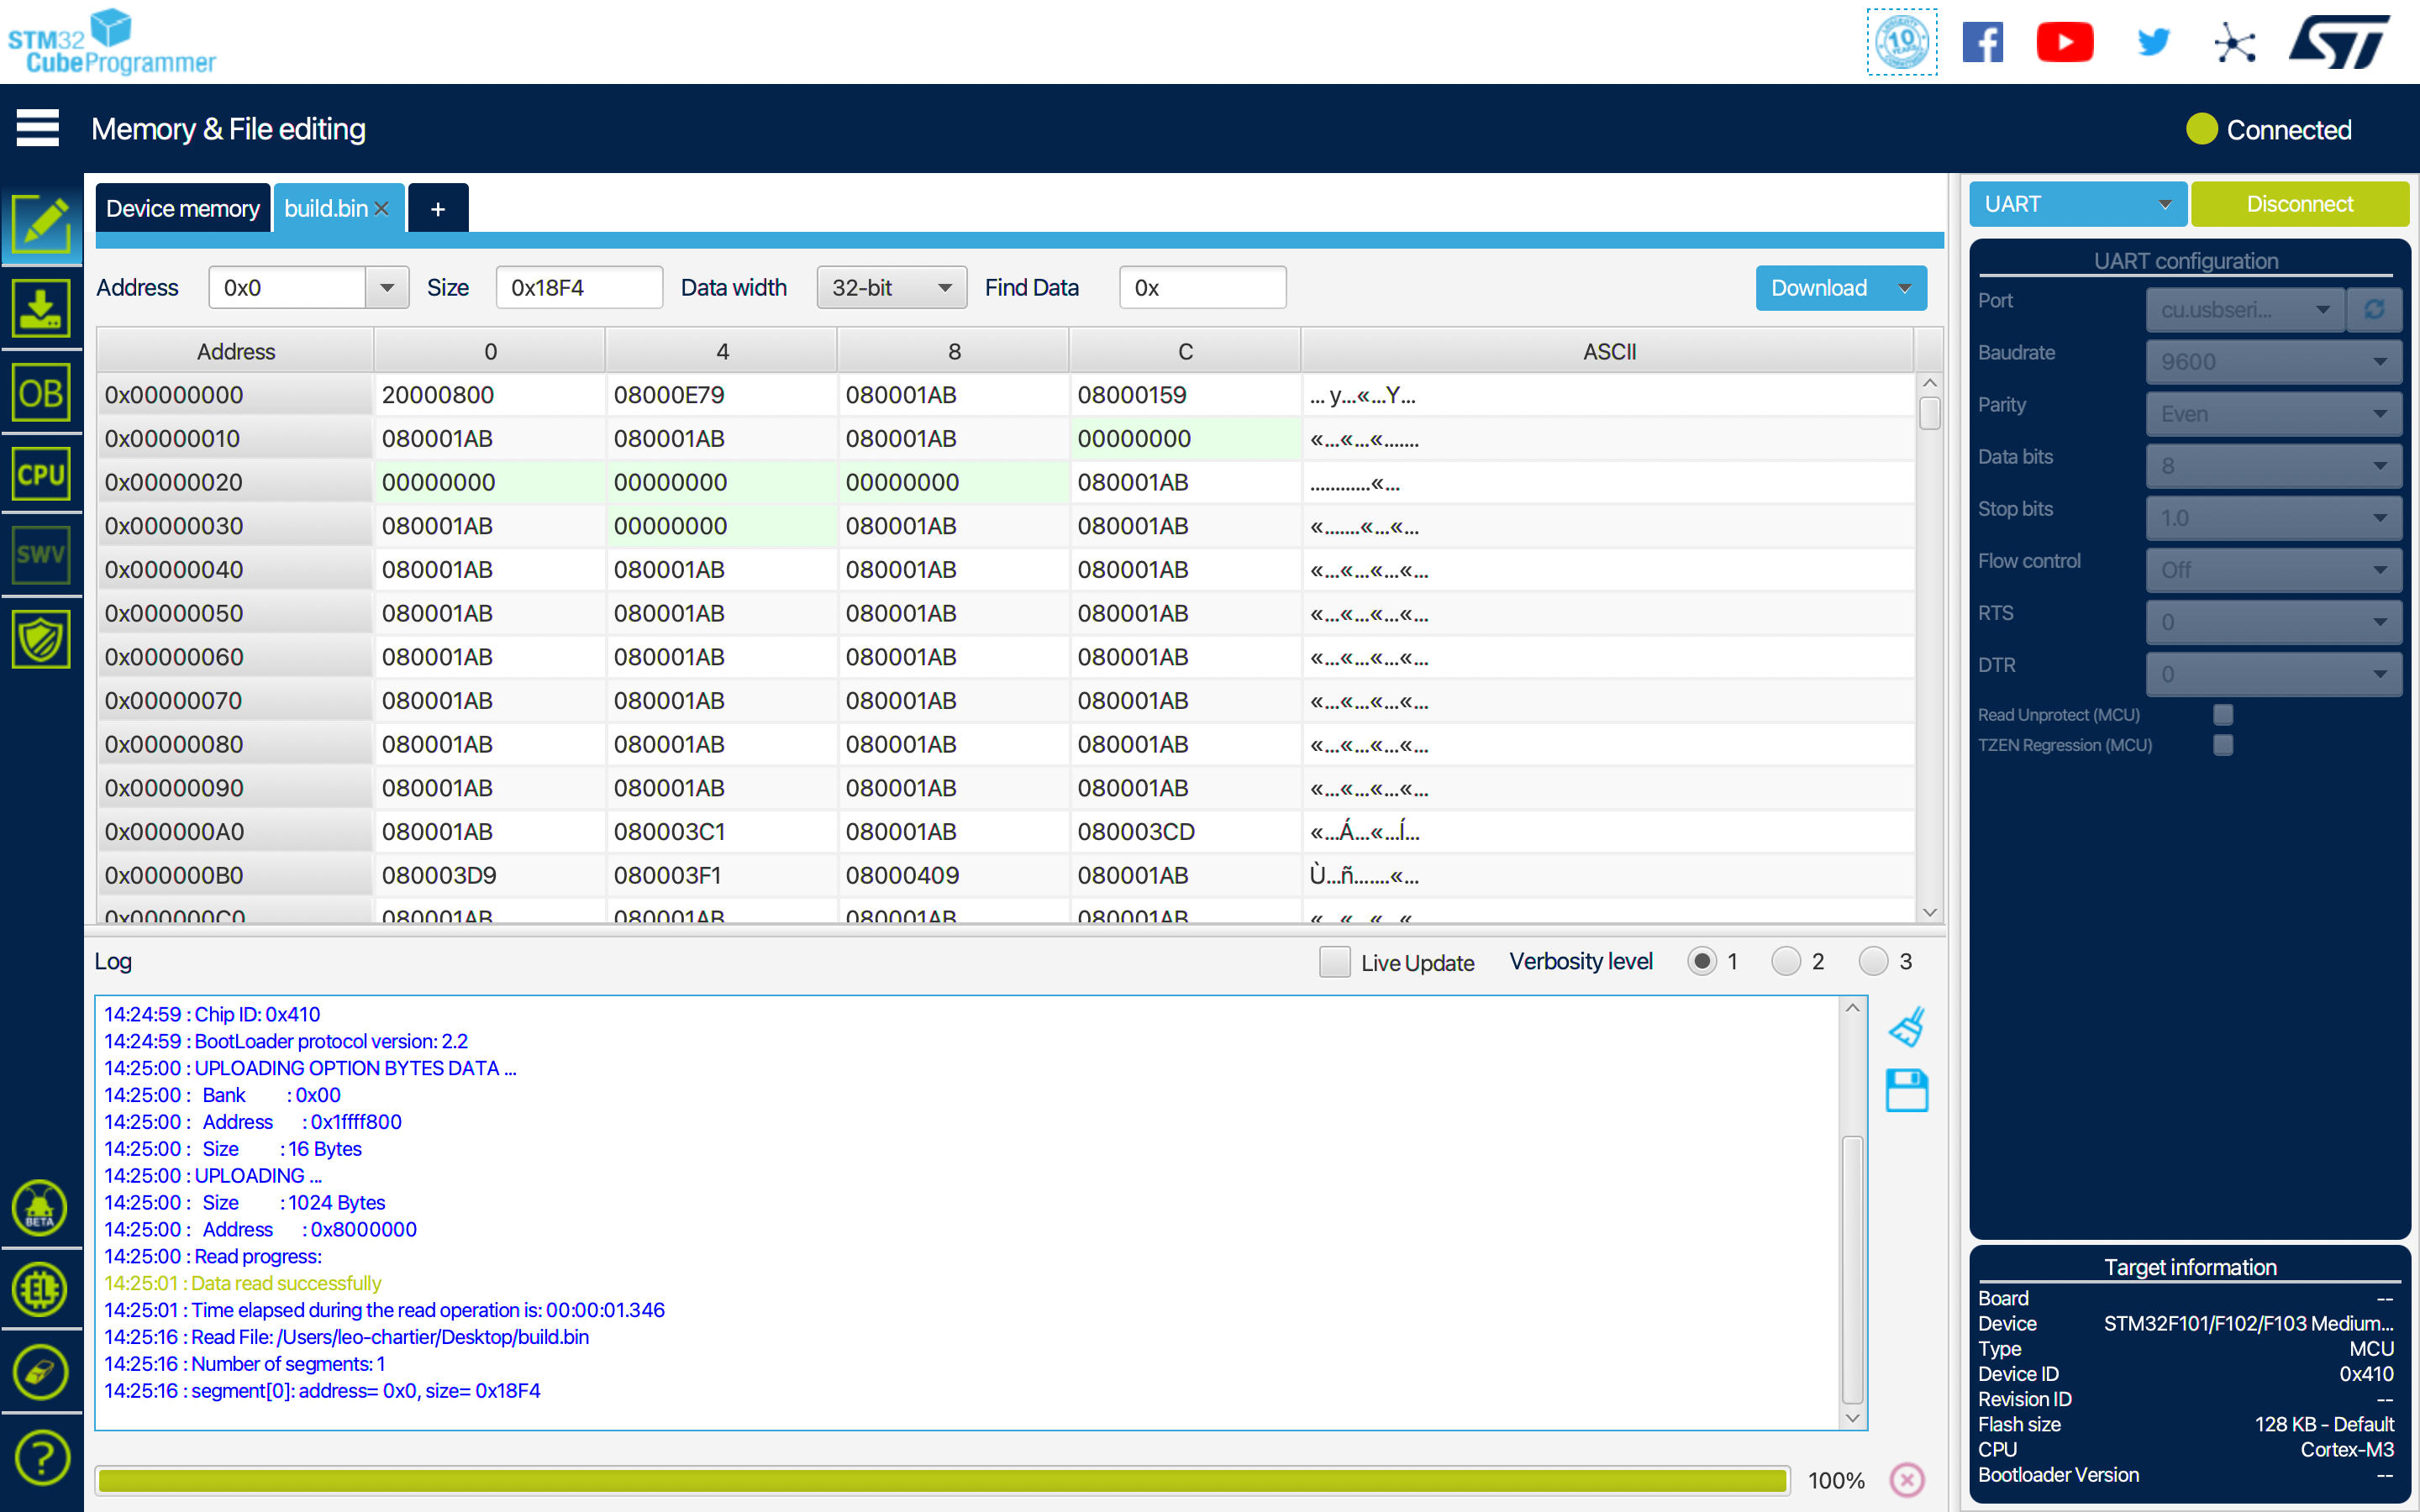 STM32
CubeProgrammer
10
YEARS
ST
Memory & File editing
Connected
Device memory
build.bin
+
UART
Disconnect
Address
0x0
Size
0x18F4
Data width
32-bit
Find Data
0x
Download
Address 0 4 8 C ASCII
0x00000000 20000800 08000E79 080001AB 08000159 ... y...«...Y...
0x00000010 080001AB 080001AB 080001AB 00000000 «...«...«.......
0x00000020 00000000 00000000 00000000 080001AB ............«...
0x00000030 080001AB 00000000 080001AB 080001AB «.......«...«...
0x00000040 080001AB 080001AB 080001AB 080001AB «...«...«...«...
0x00000050 080001AB 080001AB 080001AB 080001AB «...«...«...«...
0x00000060 080001AB 080001AB 080001AB 080001AB «...«...«...«...
0x00000070 080001AB 080001AB 080001AB 080001AB «...«...«...«...
0x00000080 080001AB 080001AB 080001AB 080001AB «...«...«...«...
0x00000090 080001AB 080001AB 080001AB 080001AB «...«...«...«...
0x000000A0 080001AB 080003C1 080001AB 080003CD «...Á...«...Í...
0x000000B0 080003D9 080003F1 08000409 080001AB Ù...ñ.......«...
0x000000C0 080001AB 080001AB 080001AB 080001AB «...«...«...«
OB
CPU
SWV
BETA
EL
?
Log
Live Update
Verbosity level
1
2
3
14:24:59 : Chip ID: 0x410
14:24:59 : BootLoader protocol version: 2.2
14:25:00 : UPLOADING OPTION BYTES DATA ...
14:25:00 : Bank : 0x00
14:25:00 : Address : 0x1ffff800
14:25:00 : Size : 16 Bytes
14:25:00 : UPLOADING ...
14:25:00 : Size : 1024 Bytes
14:25:00 : Address : 0x8000000
14:25:00 : Read progress:
14:25:01 : Data read successfully
14:25:01 : Time elapsed during the read operation is: 00:00:01.346
14:25:16 : Read File: /Users/leo-chartier/Desktop/build.bin
14:25:16 : Number of segments: 1
14:25:16 : segment[0]: address= 0x0, size= 0x18F4
100%
UART configuration
Port cu.usbseri...
Baudrate 9600
Parity Even
Data bits 8
Stop bits 1.0
Flow control Off
RTS 0
DTR 0
Read Unprotect (MCU)
TZEN Regression (MCU)
Target information
Board --
Device STM32F101/F102/F103 Medium...
Type MCU
Device ID 0x410
Revision ID --
Flash size 128 KB - Default
CPU Cortex-M3
Bootloader Version --